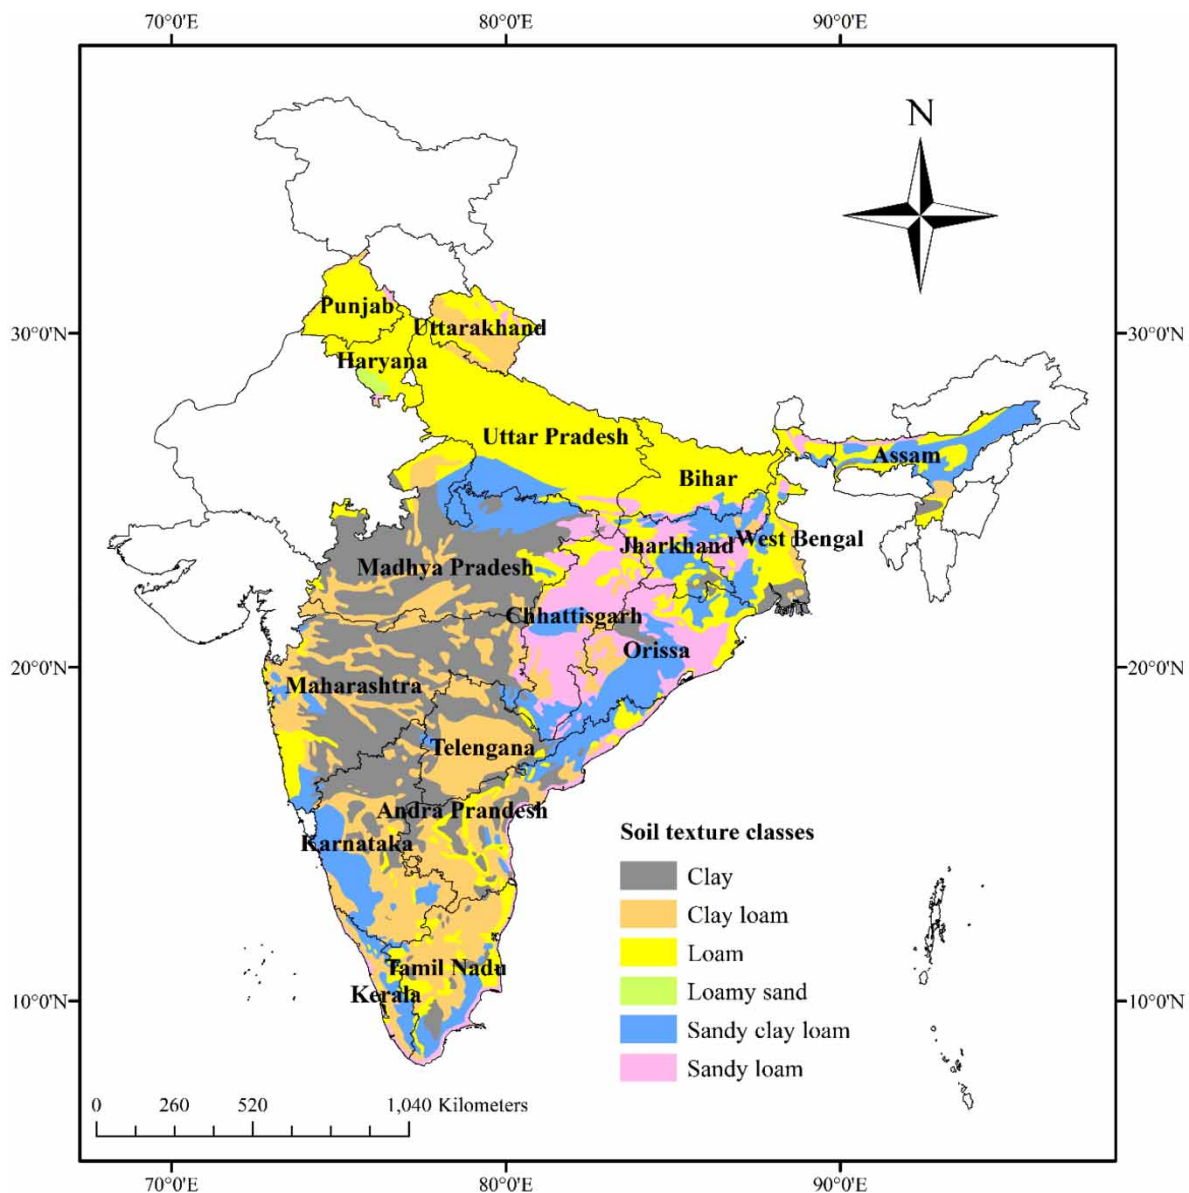 70°0'E 80°0'E 90°0'E
N
Punjab
30°0'N Uttarakhand 30°0'N
Haryana
Uttar Pradesh
Assam
Bihar
Jharkhand West Bengal
Madhya Pradesh
Chhattisgarh
Orissa
20°0'N 20°0'N
Maharashtra
Telengana
Andra Prandesh
Karnataka
Soil texture classes
Clay
Clay loam
Loam
Tamil Nadu
Loamy sand
Kerala
10°0'N 10°0'N
Sandy clay loam
Sandy loam
0 260 520 1,040 Kilometers
70°0'E 80°0'E 90°0'E